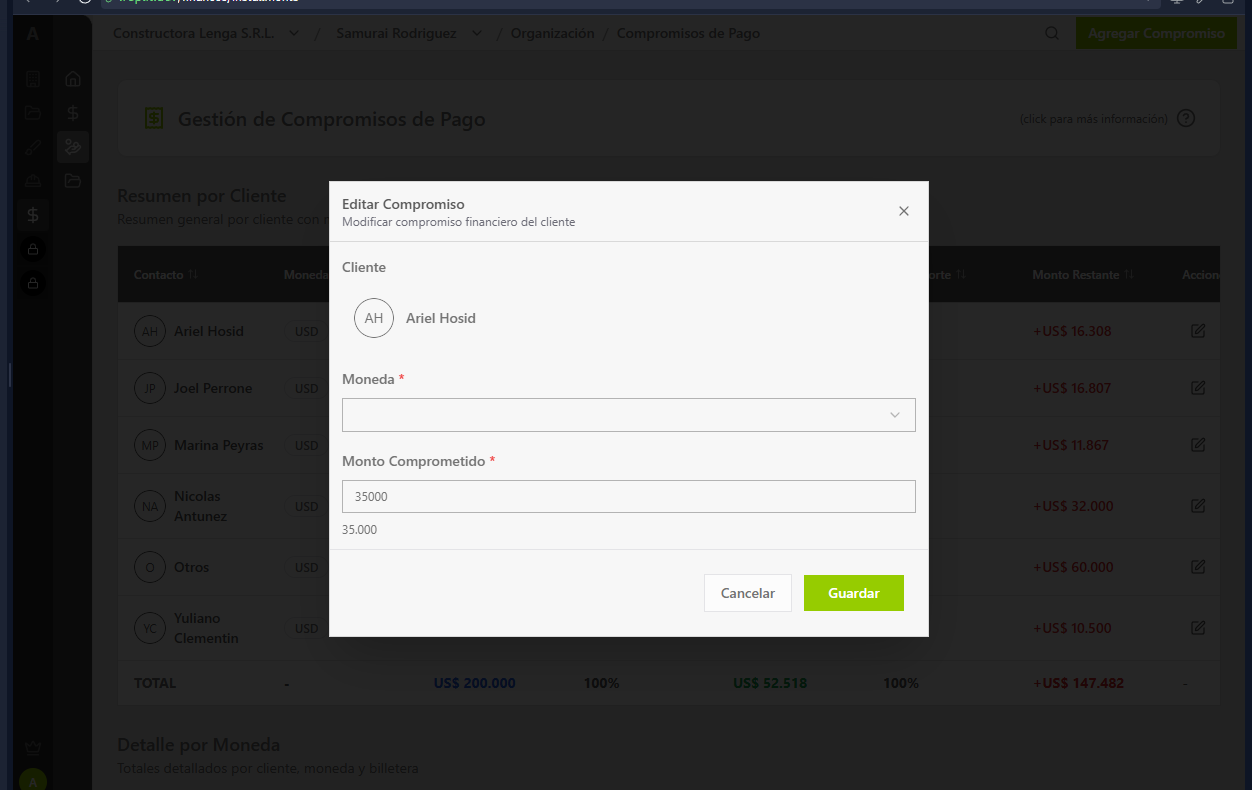 A
Constructora Lenga S.R.L. / Samurai Rodriguez / Organización / Compromisos de Pago
Agregar Compromiso
Gestión de Compromisos de Pago
(click para más información)
Resumen por Cliente
Resumen general por cliente con
Contacto
Moneda
Monto Restante
Editar Compromiso
Modificar compromiso financiero del cliente
Cliente
AH Ariel Hosid
Moneda *
Monto Comprometido *
35000
35.000
Cancelar
Guardar
AH Ariel Hosid USD +US$ 16.308
JP Joel Perrone USD +US$ 16.807
MP Marina Peyras USD +US$ 11.867
NA Nicolas Antunez USD +US$ 32.000
O Otros USD +US$ 60.000
YC Yuliano Clementin USD +US$ 10.500
TOTAL - US$ 200.000 100% US$ 52.518 100% +US$ 147.482 -
Detalle por Moneda
Totales detallados por cliente, moneda y billetera
A